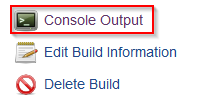 Console Output
Edit Build Information
Delete Build